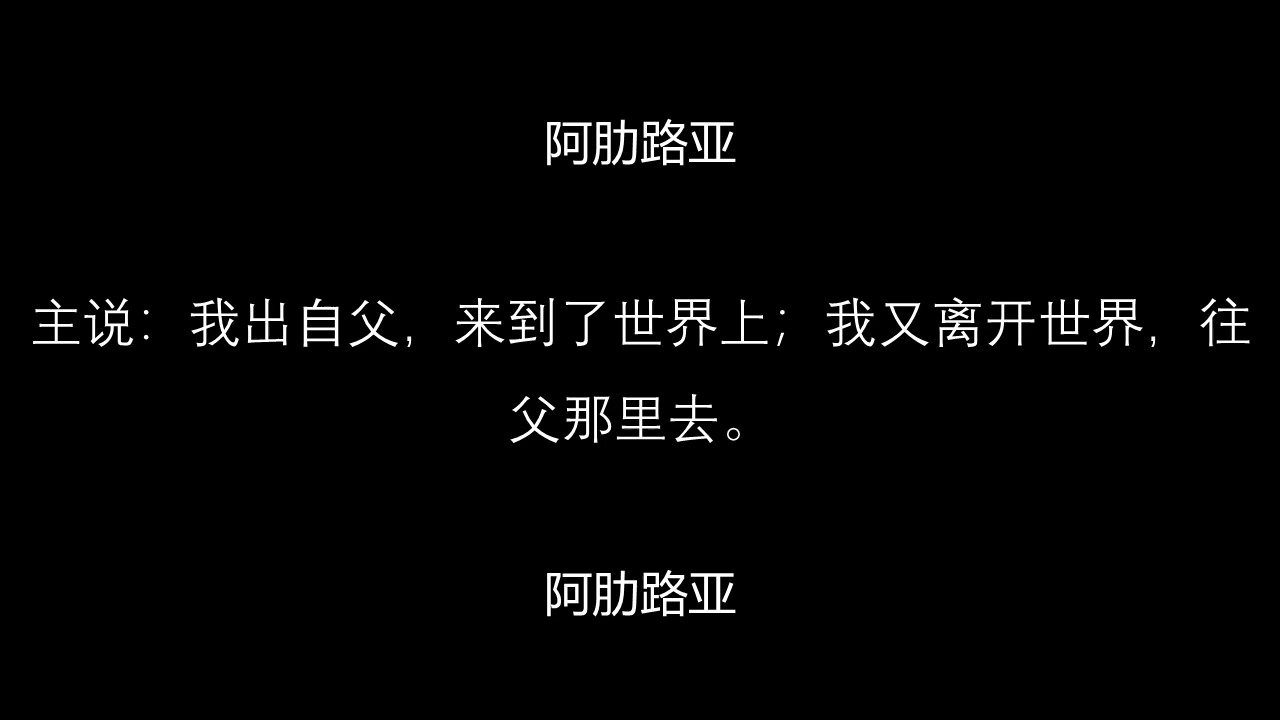 阿肋路亚
主说：我出自父，来到了世界上；我又离开世界，往
父那里去。
阿肋路亚